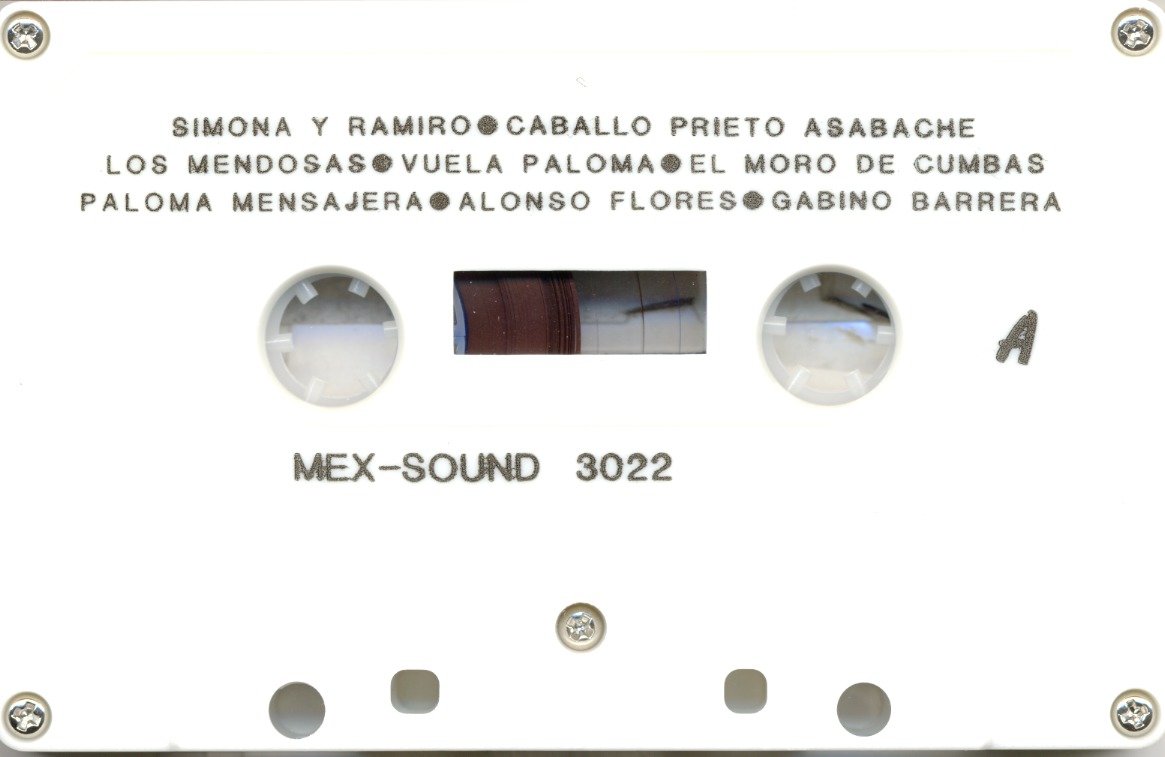 SIMONA Y RAMIRO●CABALLO PRIETO ASABACHE
LOS MENDOSAS●VUELA PALOMA●EL MORO DE CUMBAS
PALOMA MENSAJERA●ALONSO FLORES●GABINO BARRERA
A
MEX-SOUND 3022